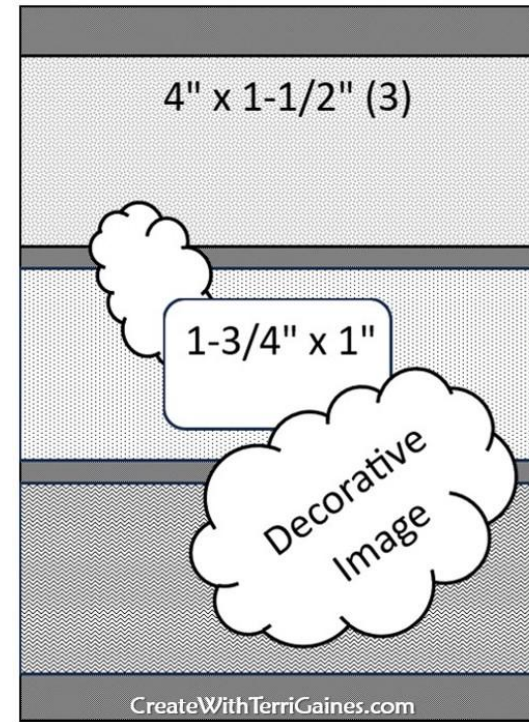 4" x 1-1/2" (3)
1-3/4" x 1"
Decorative
Image
CreateWithTerriGaines.com